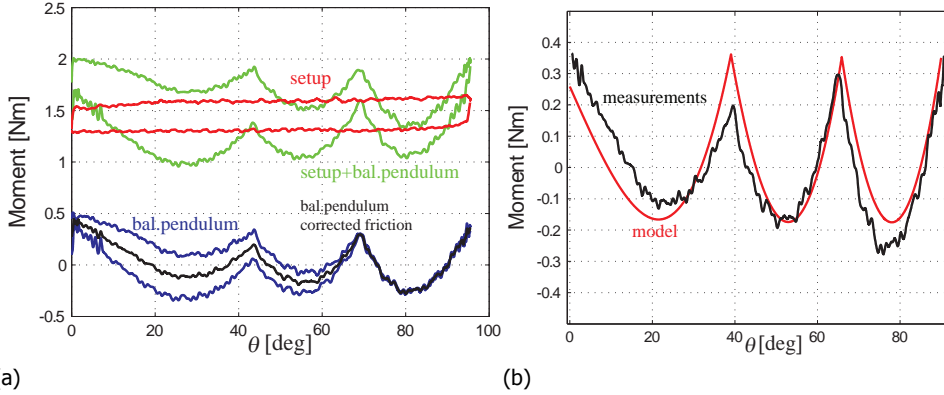 2.5
2
1.5
1
0.5
0
-0.5
Moment [Nm]
setup
setup+bal.pendulum
bal.pendulum
bal.pendulum
corrected friction
0 20 40 60 80 100
θ [deg]
(a)
0.4
0.3
0.2
0.1
0
-0.1
-0.2
-0.3
-0.4
Moment [Nm]
measurements
model
0 20 40 60 80
θ [deg]
(b)